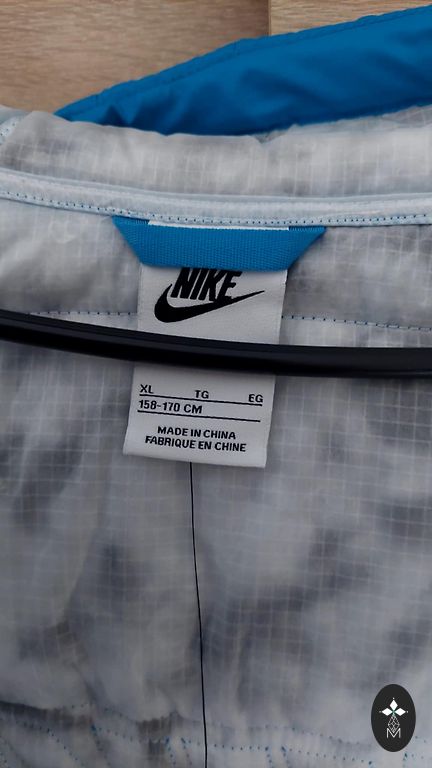 NIKE
XL TG EG
158-170 CM
MADE IN CHINA
FABRIQUE EN CHINE
M